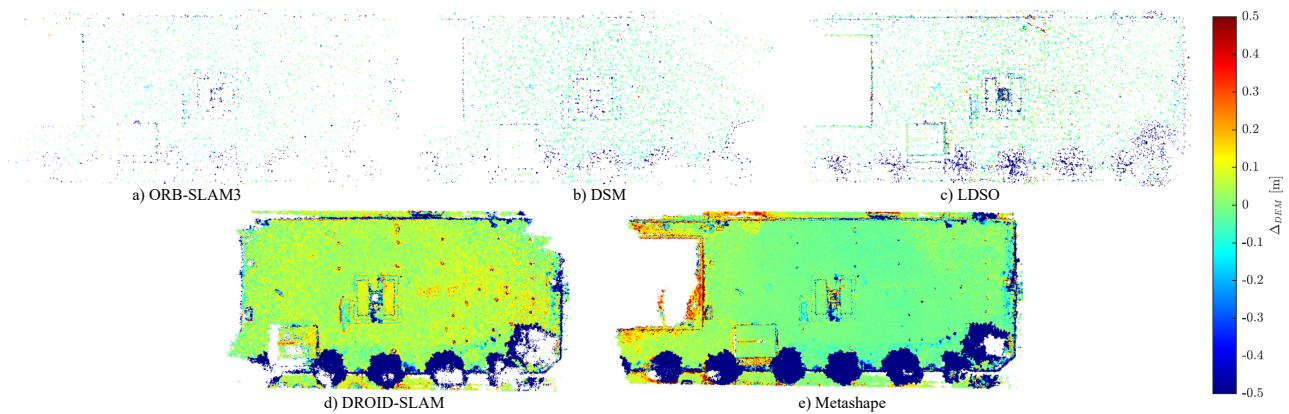 a) ORB-SLAM3
b) DSM
c) LDSO
d) DROID-SLAM
e) Metashape
0.5
0.4
0.3
0.2
0.1
0
-0.1
-0.2
-0.3
-0.4
-0.5
Δ_DEM [m]